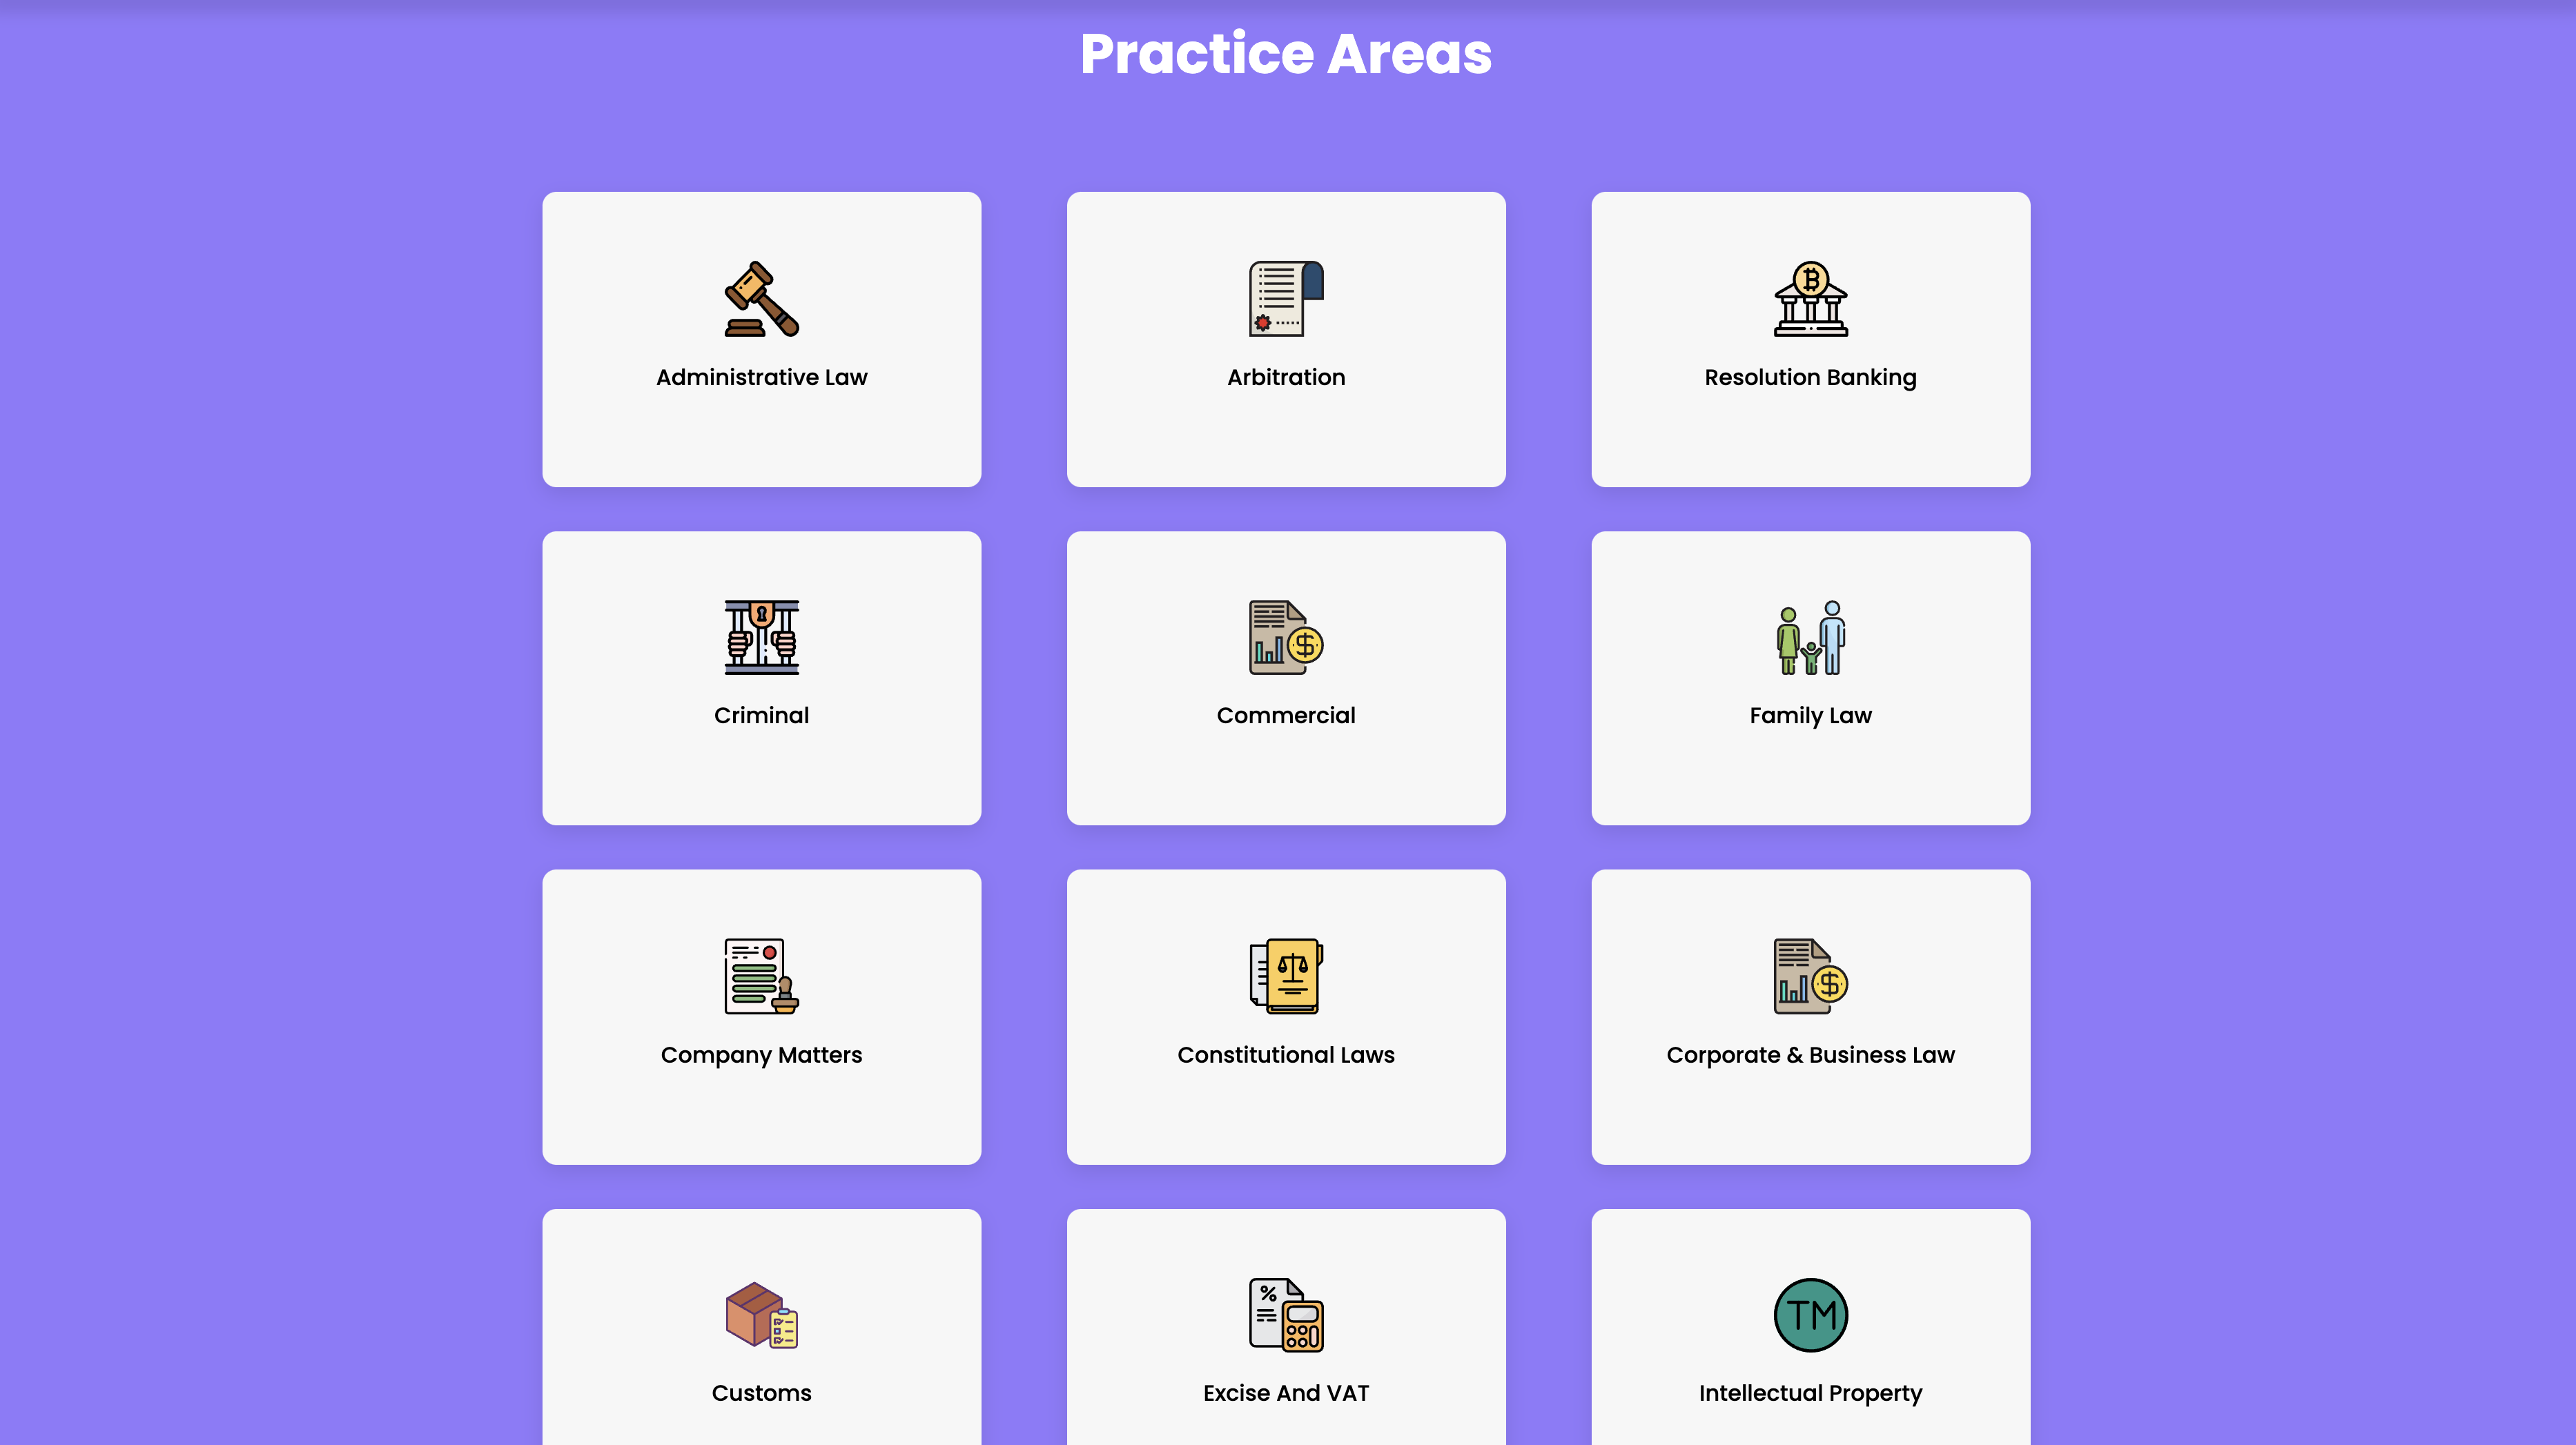 Practice Areas
Administrative Law
Arbitration
Resolution Banking
Criminal
Commercial
Family Law
Company Matters
Constitutional Laws
Corporate & Business Law
Customs
Excise And VAT
TM
Intellectual Property